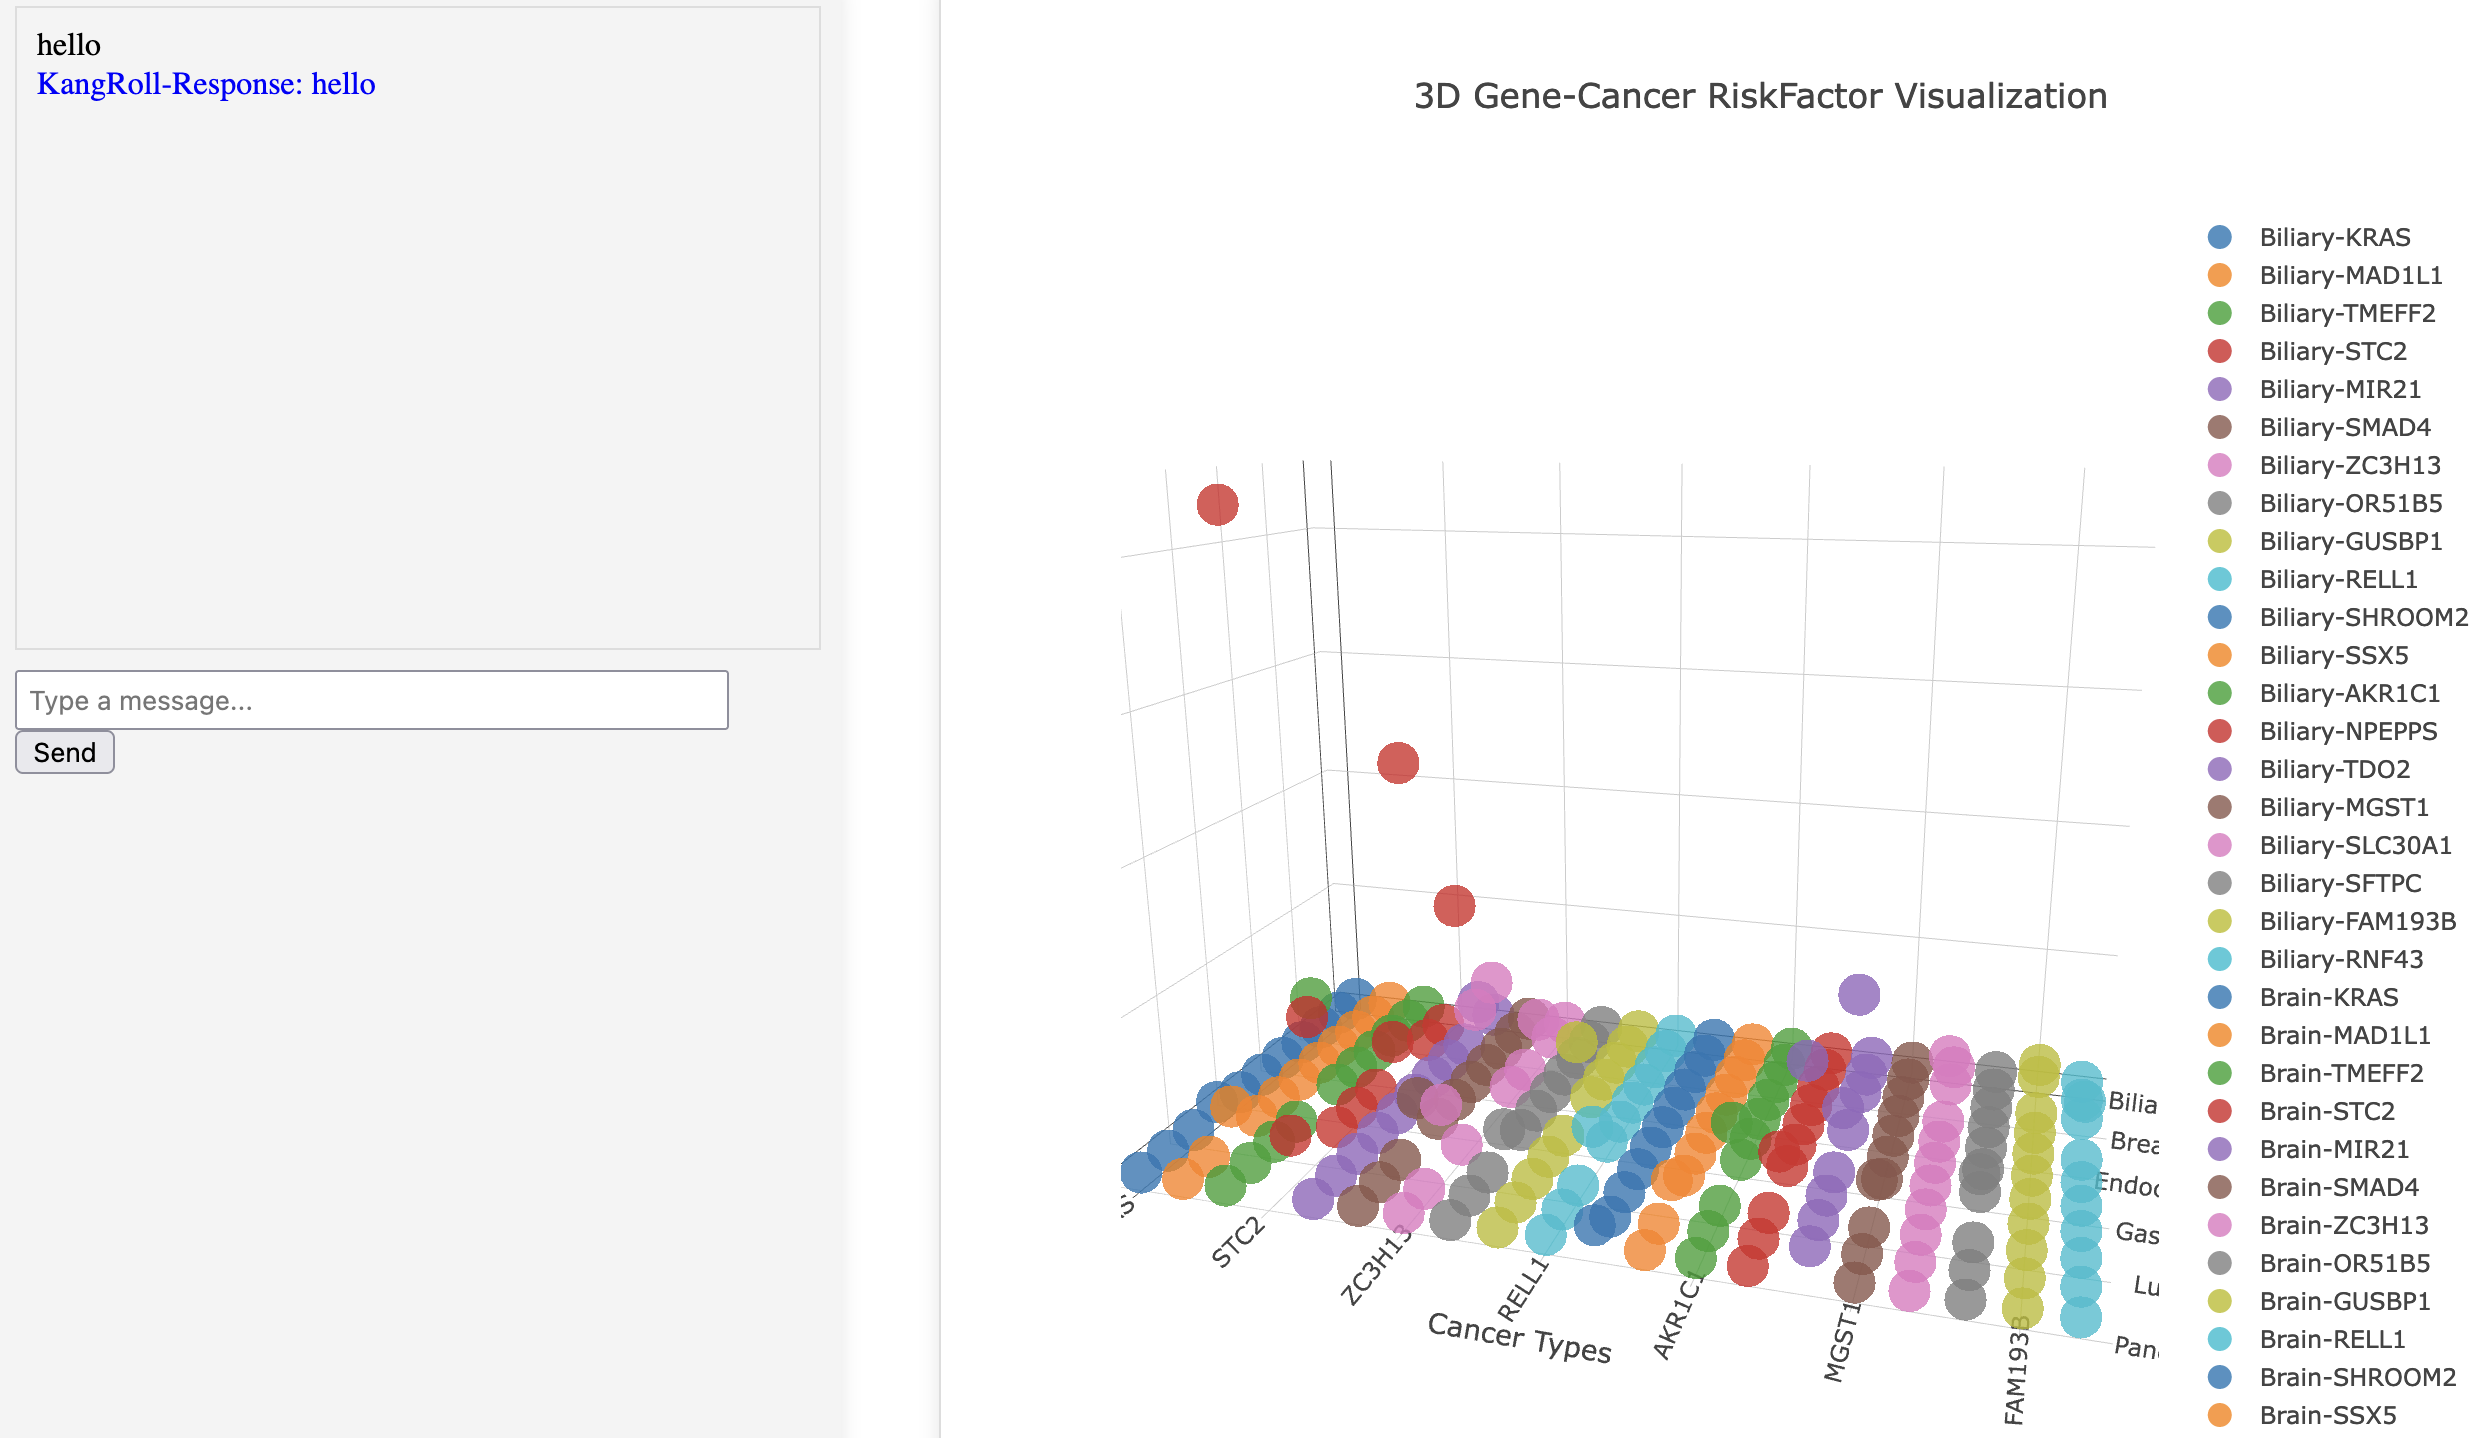 hello
KangRoll-Response: hello
Type a message...
Send
3D Gene-Cancer RiskFactor Visualization
Biliary-KRAS
Biliary-MAD1L1
Biliary-TMEFF2
Biliary-STC2
Biliary-MIR21
Biliary-SMAD4
Biliary-ZC3H13
Biliary-OR51B5
Biliary-GUSBP1
Biliary-RELL1
Biliary-SHROOM2
Biliary-SSX5
Biliary-AKR1C1
Biliary-NPEPPS
Biliary-TDO2
Biliary-MGST1
Biliary-SLC30A1
Biliary-SFTPC
Biliary-FAM193B
Biliary-RNF43
Brain-KRAS
Brain-MAD1L1
Brain-TMEFF2
Brain-STC2
Brain-MIR21
Brain-SMAD4
Brain-ZC3H13
Brain-OR51B5
Brain-GUSBP1
Brain-RELL1
Brain-SHROOM2
Brain-SSX5
STC2
ZC3H13
RELL1
AKR1C1
MGST1
FAM193B
Cancer Types
Bilia
Brea
Endoc
Gas
Lu
Pan